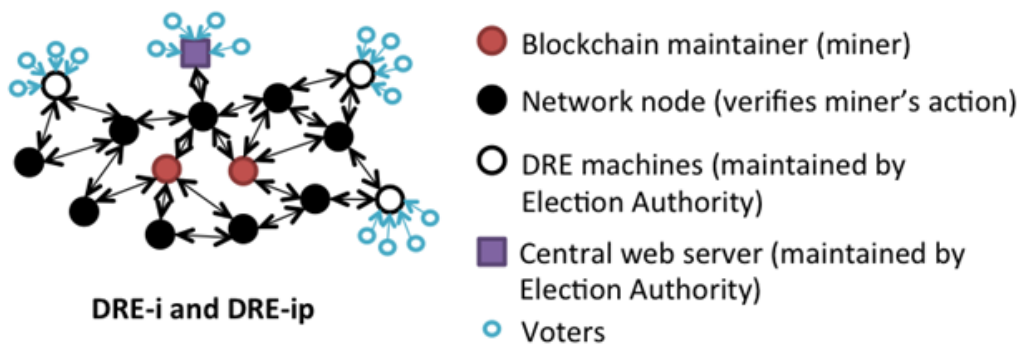 Blockchain maintainer (miner)
Network node (verifies miner's action)
DRE machines (maintained by
Election Authority)
Central web server (maintained by
Election Authority)
Voters
DRE-i and DRE-ip